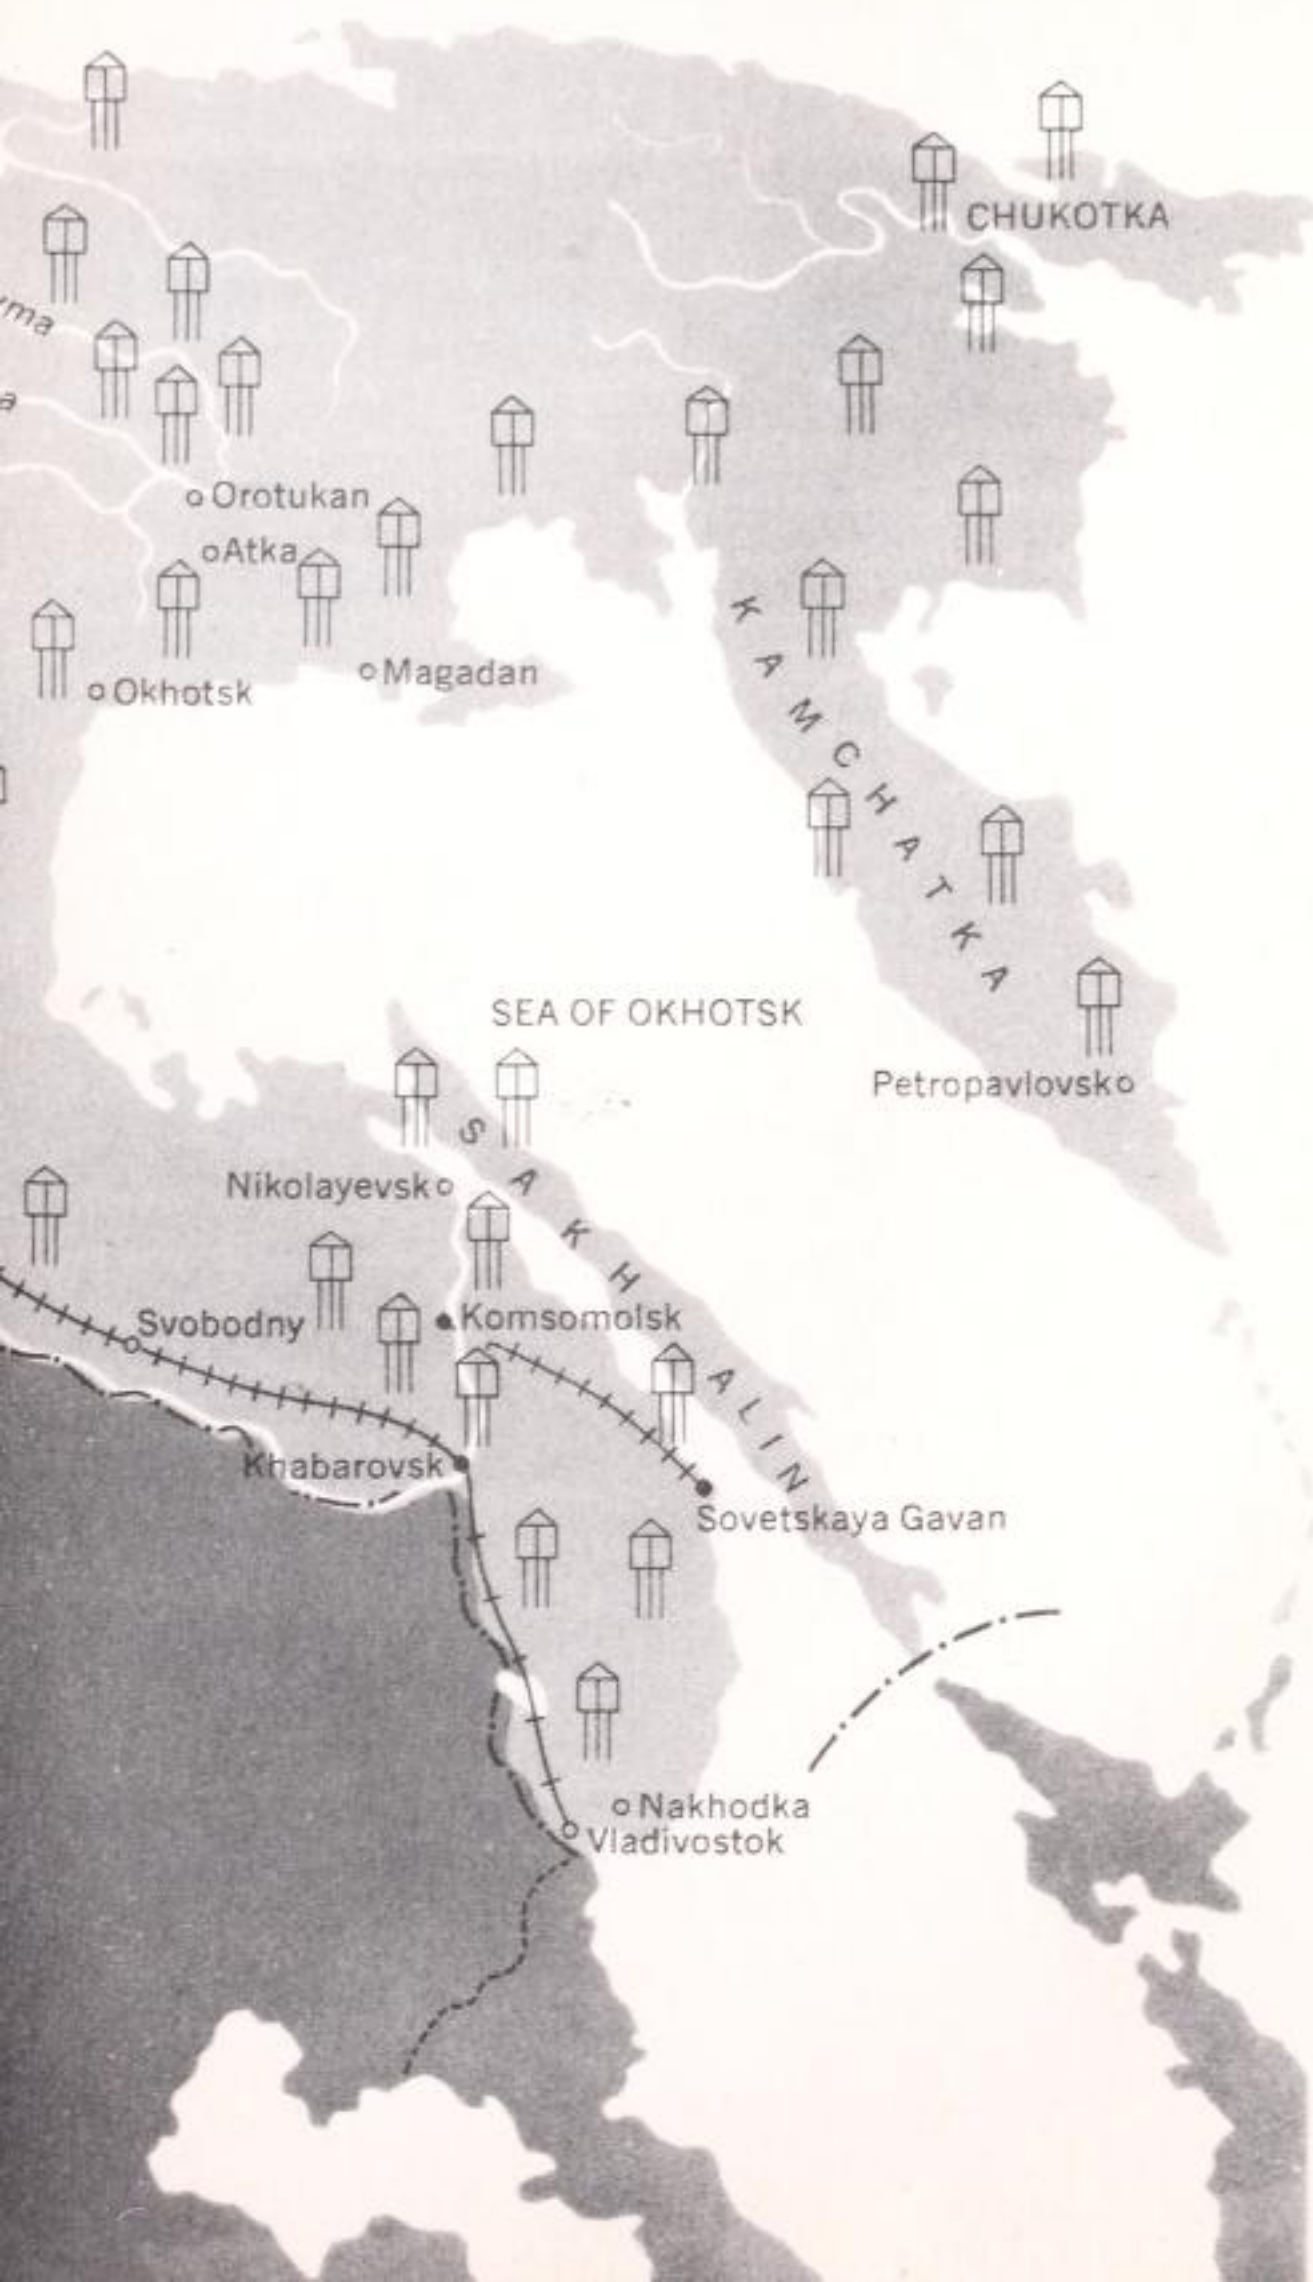 CHUKOTKA
Orotukan
Atka
Magadan
Okhotsk
KAMCHATKA
SEA OF OKHOTSK
Petropavlovsk
SAKHALIN
Nikolayevsk
Komsomolsk
Svobodny
Khabarovsk
Sovetskaya Gavan
Nakhodka
Vladivostok